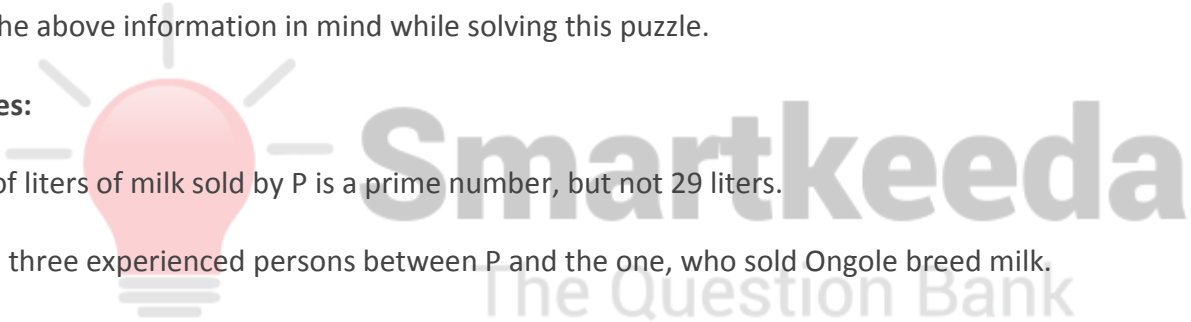 he above information in mind while solving this puzzle.
es:
of liters of milk sold by P is a prime number, but not 29 liters.
three experienced persons between P and the one, who sold Ongole breed milk.
Smartkeeda
The Question Bank